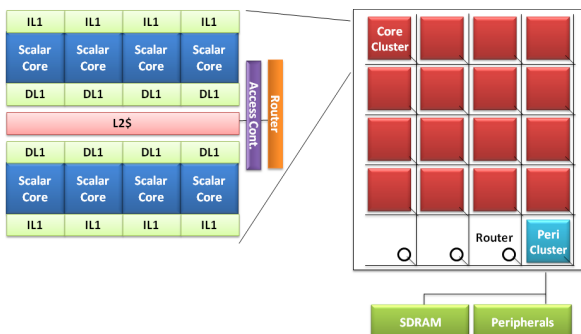 IL1 IL1 IL1 IL1
Scalar Scalar Scalar Scalar
Core Core Core Core
DL1 DL1 DL1 DL1
L2$
DL1 DL1 DL1 DL1
Scalar Scalar Scalar Scalar
Core Core Core Core
IL1 IL1 IL1 IL1
Access Cont.
Router
Core
Cluster
Router
Peri
Cluster
SDRAM
Peripherals